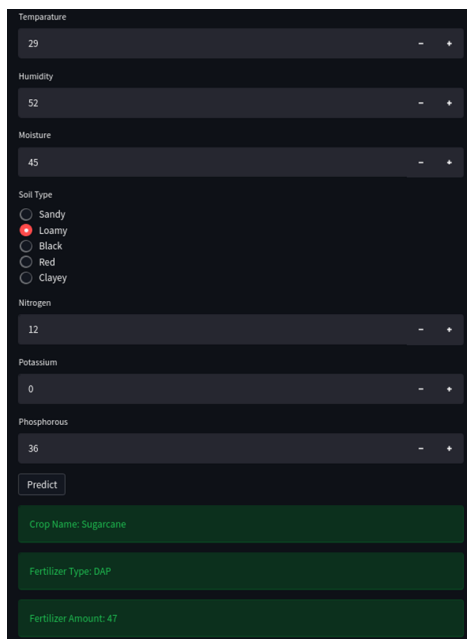 Temparature
29
Humidity
52
Moisture
45
Soil Type
Sandy
Loamy
Black
Red
Clayey
Nitrogen
12
Potassium
0
Phosphorous
36
Predict
Crop Name: Sugarcane
Fertilizer Type: DAP
Fertilizer Amount: 47